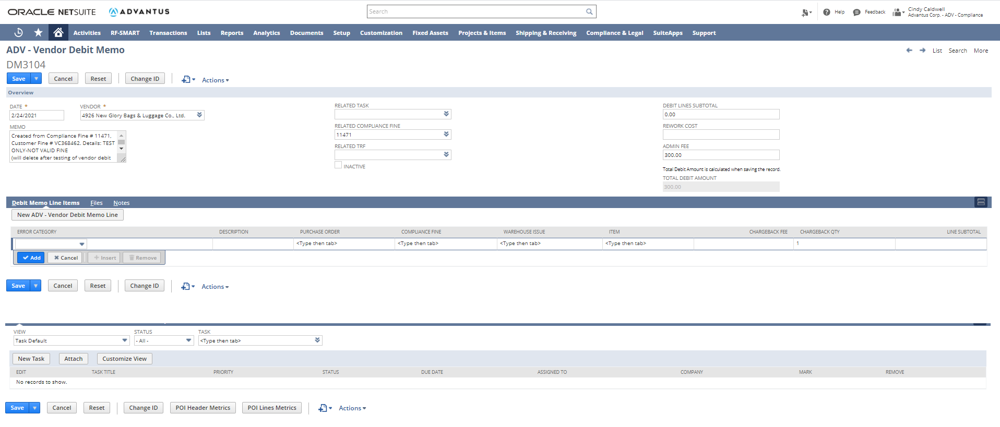 ORACLE NETSUITE
ADVANTUS
Search
Help
Feedback
Cindy Caldwell
Advantus Corp. - ADV - Compliance
Activities RF-SMART Transactions Lists Reports Analytics Documents Setup Customization Fixed Assets Projects & Items Shipping & Receiving Compliance & Legal SuiteApps Support
ADV - Vendor Debit Memo
List Search More
DM3104
Save Cancel Reset Change ID Actions
Overview
DATE *
2/24/2021
VENDOR *
4926 New Glory Bags & Luggage Co., Ltd.
MEMO
Created from Compliance Fine # 11471,
Customer Fine # VC368462. Details: TEST
ONLY-NOT VALID FINE
(will delete after testing of vendor debit
RELATED TASK
RELATED COMPLIANCE FINE
11471
RELATED TRF
INACTIVE
DEBIT LINES SUBTOTAL
0.00
REWORK COST
ADMIN FEE
300.00
Total Debit Amount is calculated when saving the record.
TOTAL DEBIT AMOUNT
300.00
Debit Memo Line Items Files Notes
New ADV - Vendor Debit Memo Line
ERROR CATEGORY DESCRIPTION PURCHASE ORDER COMPLIANCE FINE WAREHOUSE ISSUE ITEM CHARGEBACK FEE CHARGEBACK QTY LINE SUBTOTAL
<Type then tab> <Type then tab> <Type then tab> <Type then tab> 1
Add Cancel Insert Remove
Save Cancel Reset Change ID Actions
VIEW
Task Default
STATUS
- All -
TASK
<Type then tab>
New Task Attach Customize View
EDIT TASK TITLE PRIORITY STATUS DUE DATE ASSIGNED TO COMPANY MARK REMOVE
No records to show.
Save Cancel Reset Change ID POI Header Metrics POI Lines Metrics Actions